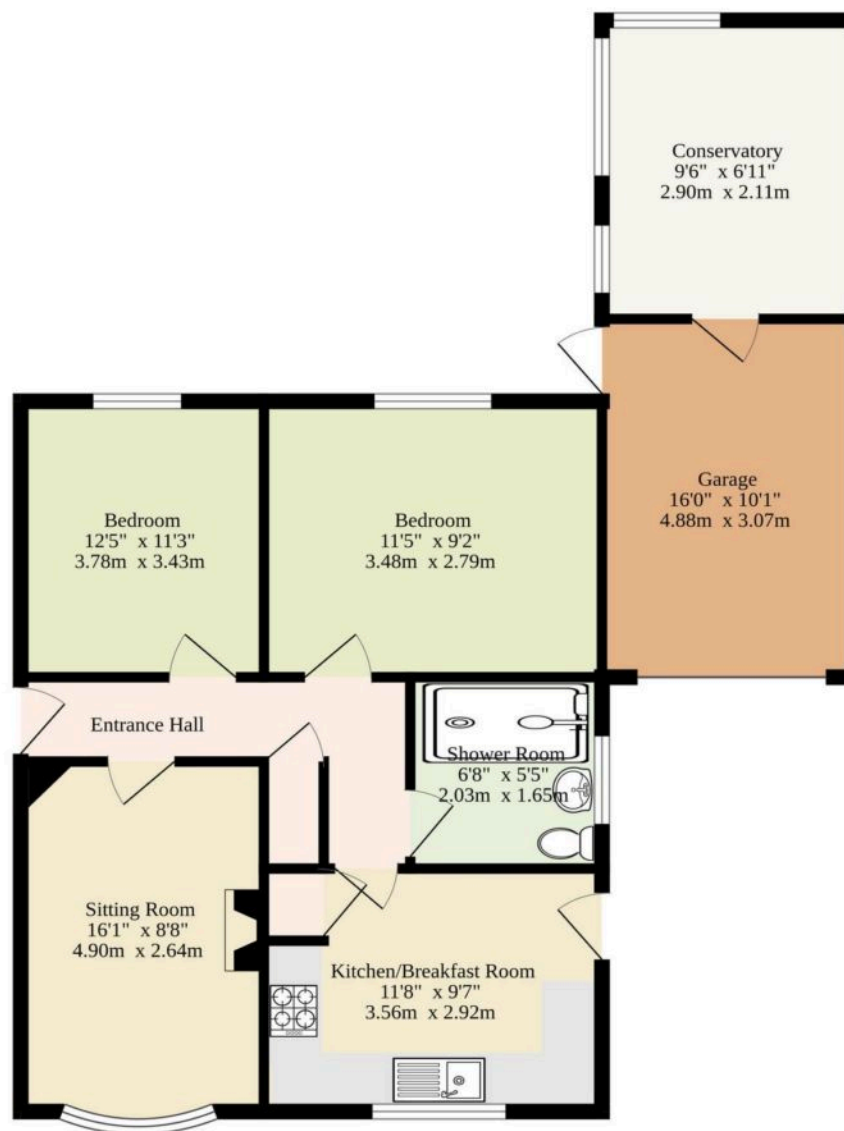 Conservatory
9'6" x 6'11"
2.90m x 2.11m
Bedroom
12'5" x 11'3"
3.78m x 3.43m
Bedroom
11'5" x 9'2"
3.48m x 2.79m
Garage
16'0" x 10'1"
4.88m x 3.07m
Entrance Hall
Shower Room
6'8" x 5'5"
2.03m x 1.65m
Sitting Room
16'1" x 8'8"
4.90m x 2.64m
Kitchen/Breakfast Room
11'8" x 9'7"
3.56m x 2.92m